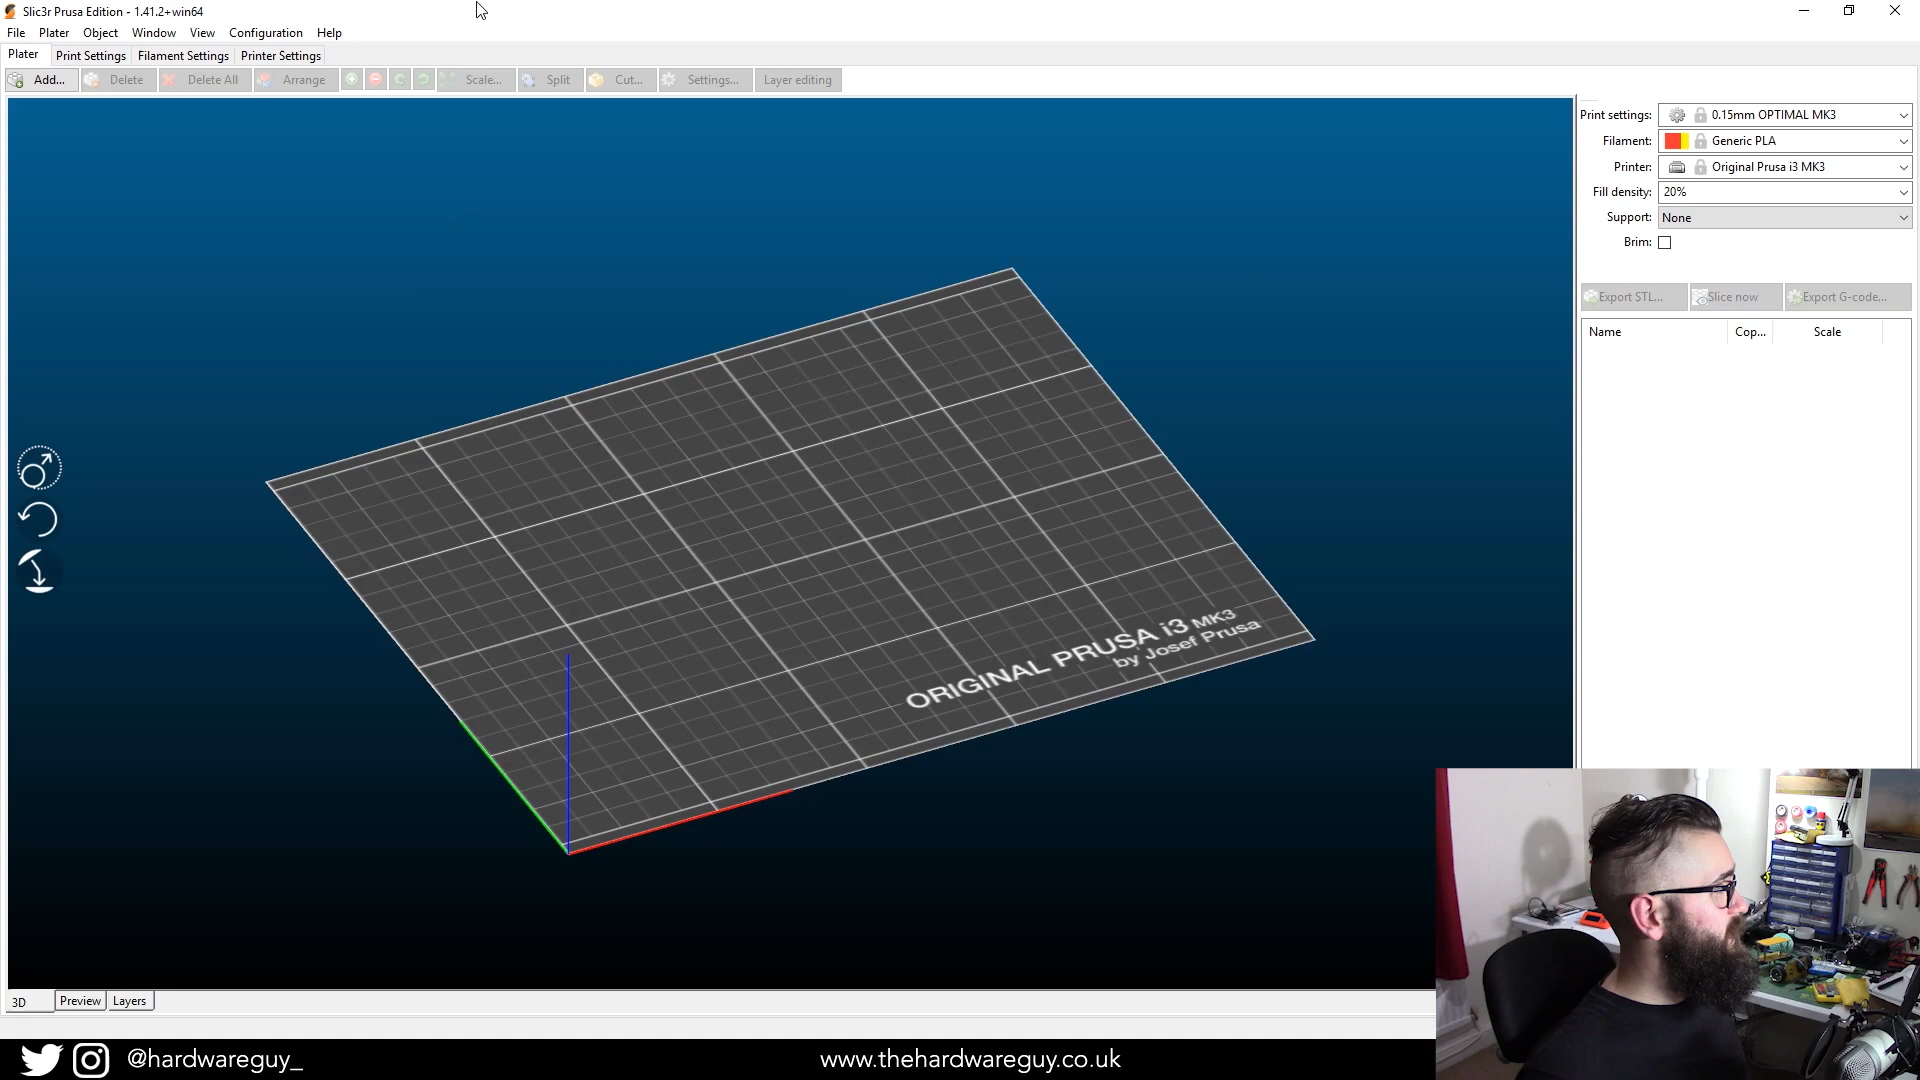 Slic3r Prusa Edition - 1.41.2+win64
File Plater Object Window View Configuration Help
Plater Print Settings Filament Settings Printer Settings
Add... Delete Delete All Arrange Scale... Split Cut... Settings... Layer editing
Print settings: 0.15mm OPTIMAL MK3
Filament: Generic PLA
Printer: Original Prusa i3 MK3
Fill density: 20%
Support: None
Brim:
Export STL... Slice now Export G-code...
Name Cop... Scale
ORIGINAL PRUSA i3 MK3
by Josef Prusa
3D Preview Layers
@hardwareguy_ www.thehardwareguy.co.uk